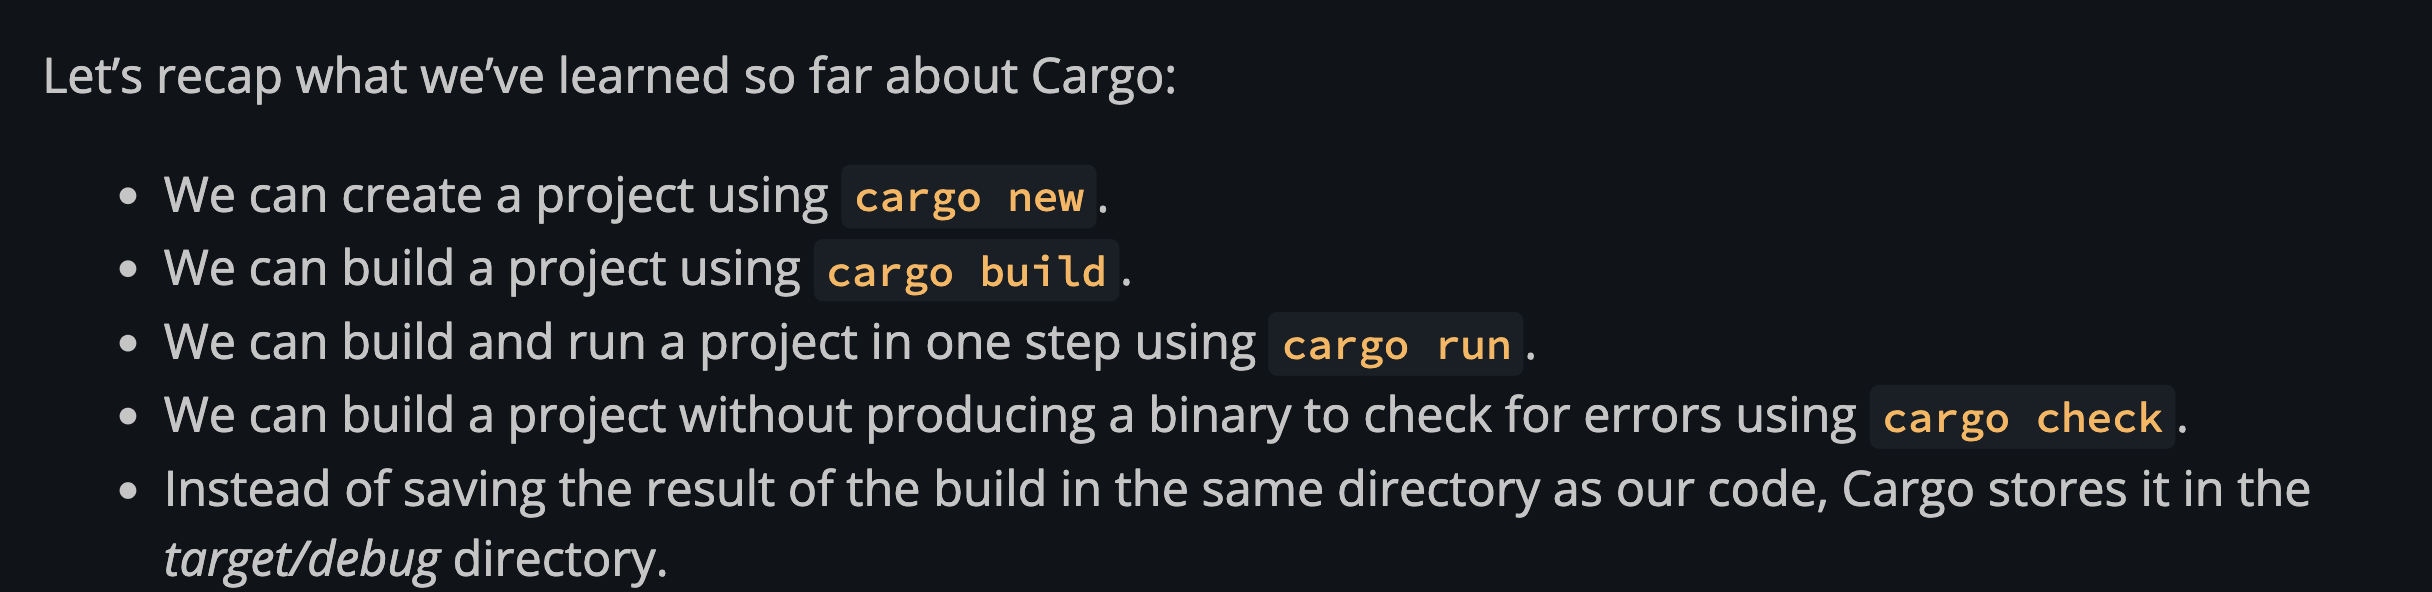 Let’s recap what we’ve learned so far about Cargo:
• We can create a project using cargo new.
• We can build a project using cargo build.
• We can build and run a project in one step using cargo run.
• We can build a project without producing a binary to check for errors using cargo check.
• Instead of saving the result of the build in the same directory as our code, Cargo stores it in the
target/debug directory.